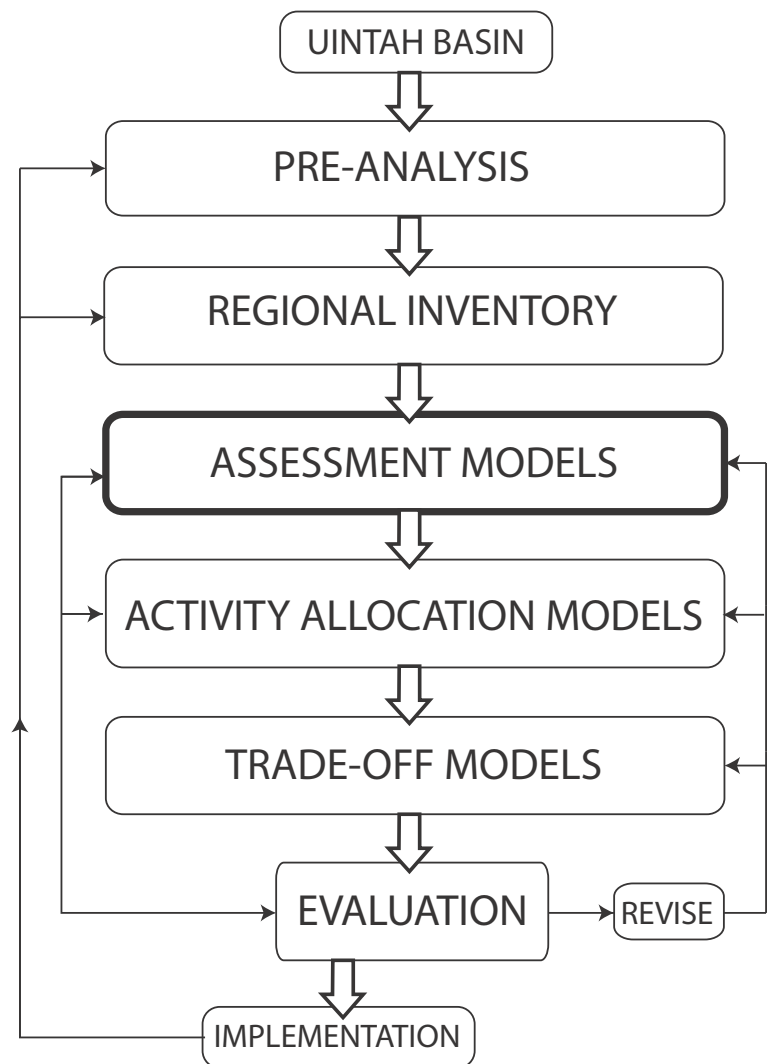 UINTAH BASIN
PRE-ANALYSIS
REGIONAL INVENTORY
ASSESSMENT MODELS
ACTIVITY ALLOCATION MODELS
TRADE-OFF MODELS
EVALUATION
REVISE
IMPLEMENTATION